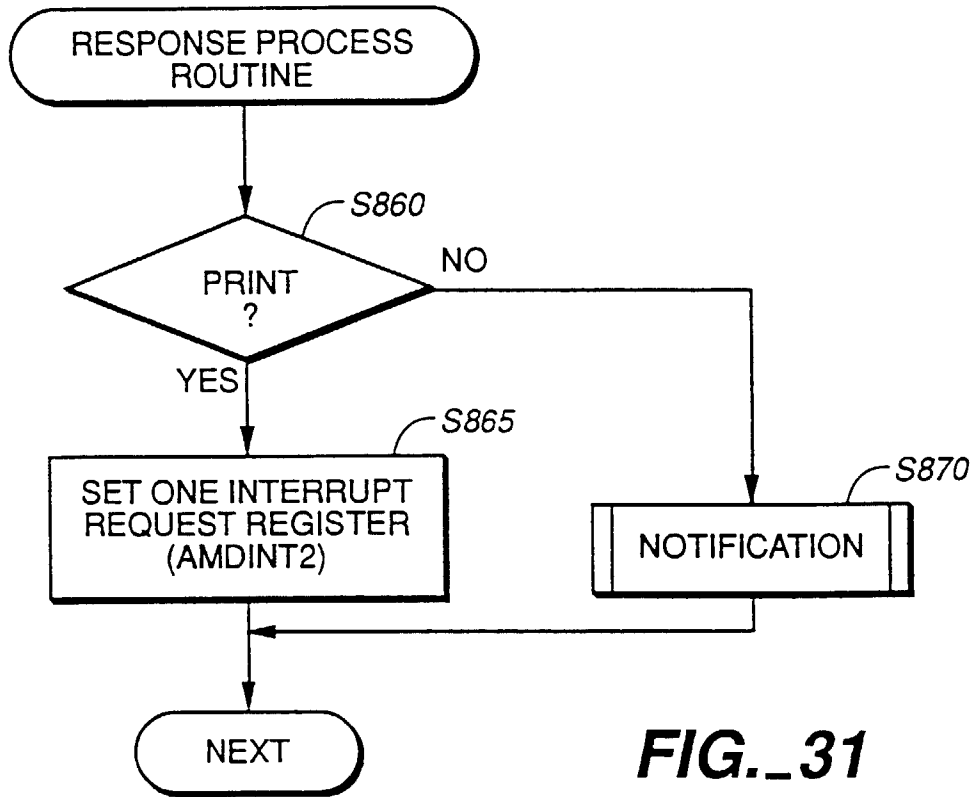 RESPONSE PROCESS
ROUTINE
S860
PRINT
?
NO
YES
S865
SET ONE INTERRUPT
REQUEST REGISTER
(AMDINT2)
S870
NOTIFICATION
NEXT
FIG._31